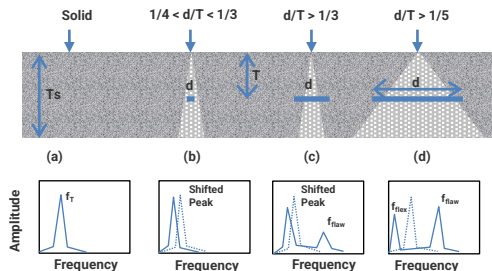 Solid
1/4 < d/T < 1/3
d/T > 1/3
d/T > 1/5
Ts
d
T
d
d
(a)
(b)
(c)
(d)
Amplitude
fT
Shifted
Peak
Shifted
Peak
fflaw
fflex
fflaw
Frequency
Frequency
Frequency
Frequency